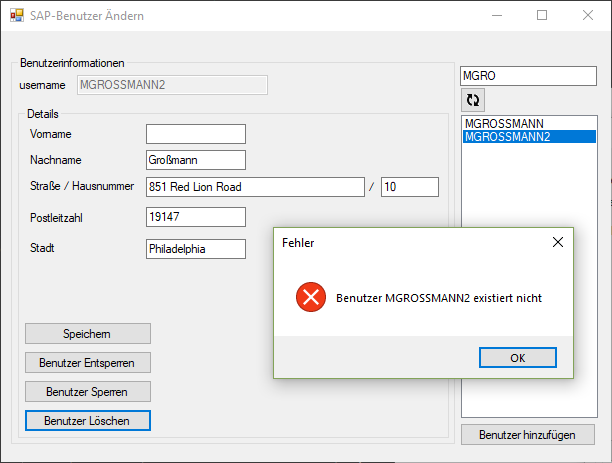 SAP-Benutzer Ändern
Benutzerinformationen
username MGROSSMANN2
Details
Vorname
Nachname Großmann
Straße / Hausnummer 851 Red Lion Road / 10
Postleitzahl 19147
Stadt Philadelphia
Speichern
Benutzer Entsperren
Benutzer Sperren
Benutzer Löschen
MGRO
MGROSSMANN
MGROSSMANN2
Benutzer hinzufügen
Fehler
Benutzer MGROSSMANN2 existiert nicht
OK